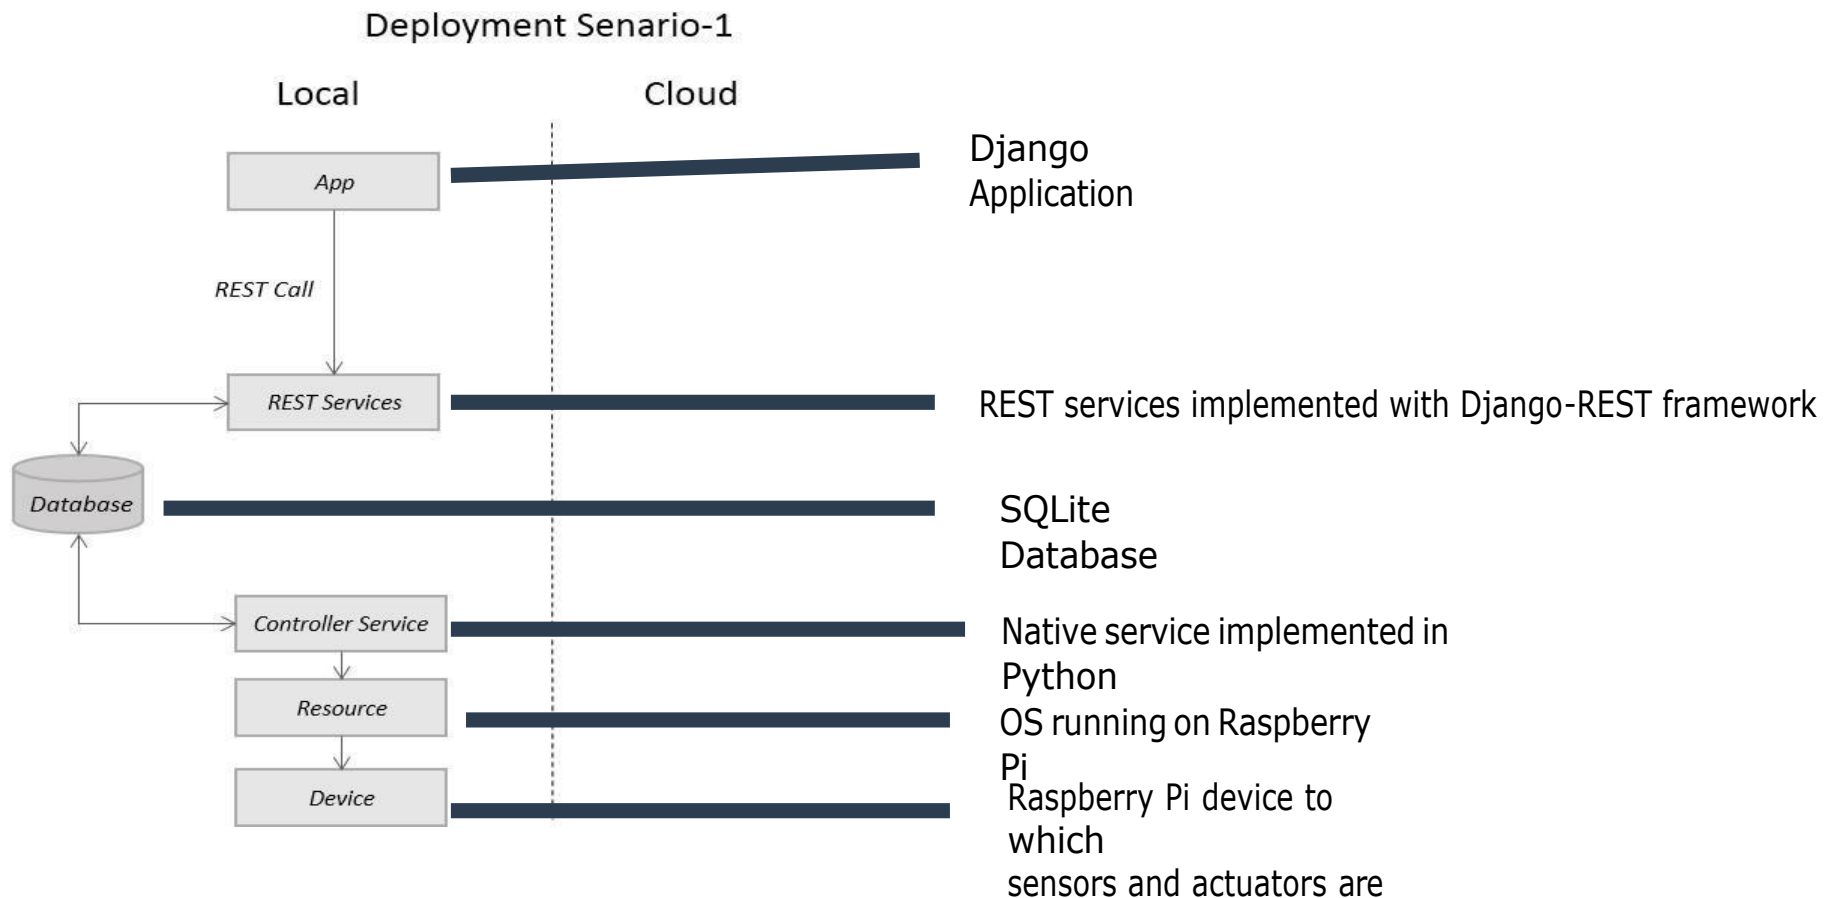 Deployment Senario-1
Local
Cloud
App
Django
Application
REST Call
REST Services
REST services implemented with Django-REST framework
Database
SQLite
Database
Controller Service
Native service implemented in
Python
Resource
OS running on Raspberry
Pi
Device
Raspberry Pi device to
which
sensors and actuators are